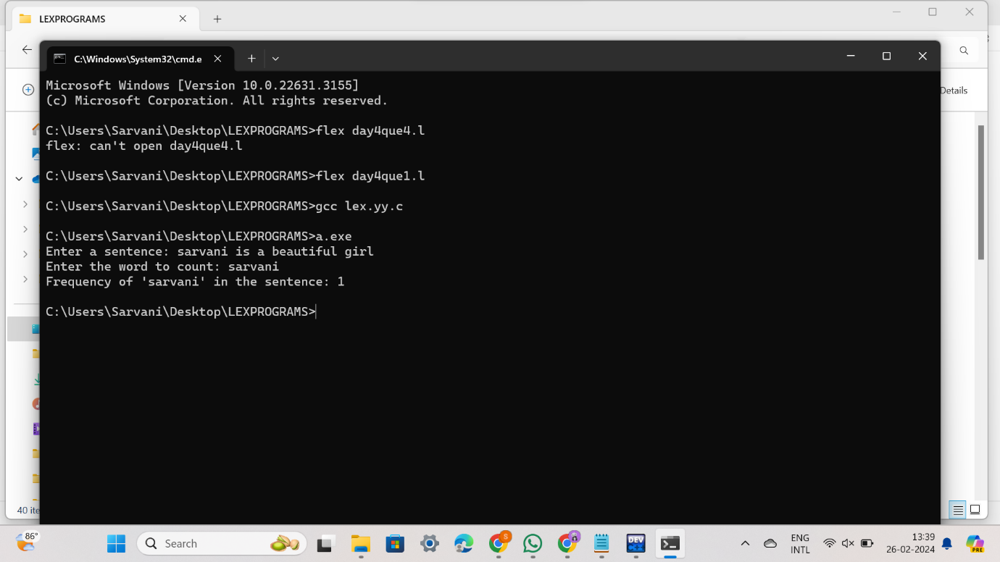 LEXPROGRAMS
C:\Windows\System32\cmd.e
Details
Microsoft Windows [Version 10.0.22631.3155]
(c) Microsoft Corporation. All rights reserved.
C:\Users\Sarvani\Desktop\LEXPROGRAMS>flex day4que4.l
flex: can't open day4que4.l
C:\Users\Sarvani\Desktop\LEXPROGRAMS>flex day4que1.l
C:\Users\Sarvani\Desktop\LEXPROGRAMS>gcc lex.yy.c
C:\Users\Sarvani\Desktop\LEXPROGRAMS>a.exe
Enter a sentence: sarvani is a beautiful girl
Enter the word to count: sarvani
Frequency of 'sarvani' in the sentence: 1
C:\Users\Sarvani\Desktop\LEXPROGRAMS>
40 ite
86°
Search
S
DEV
C++
ENG
INTL
13:39
26-02-2024
PRE